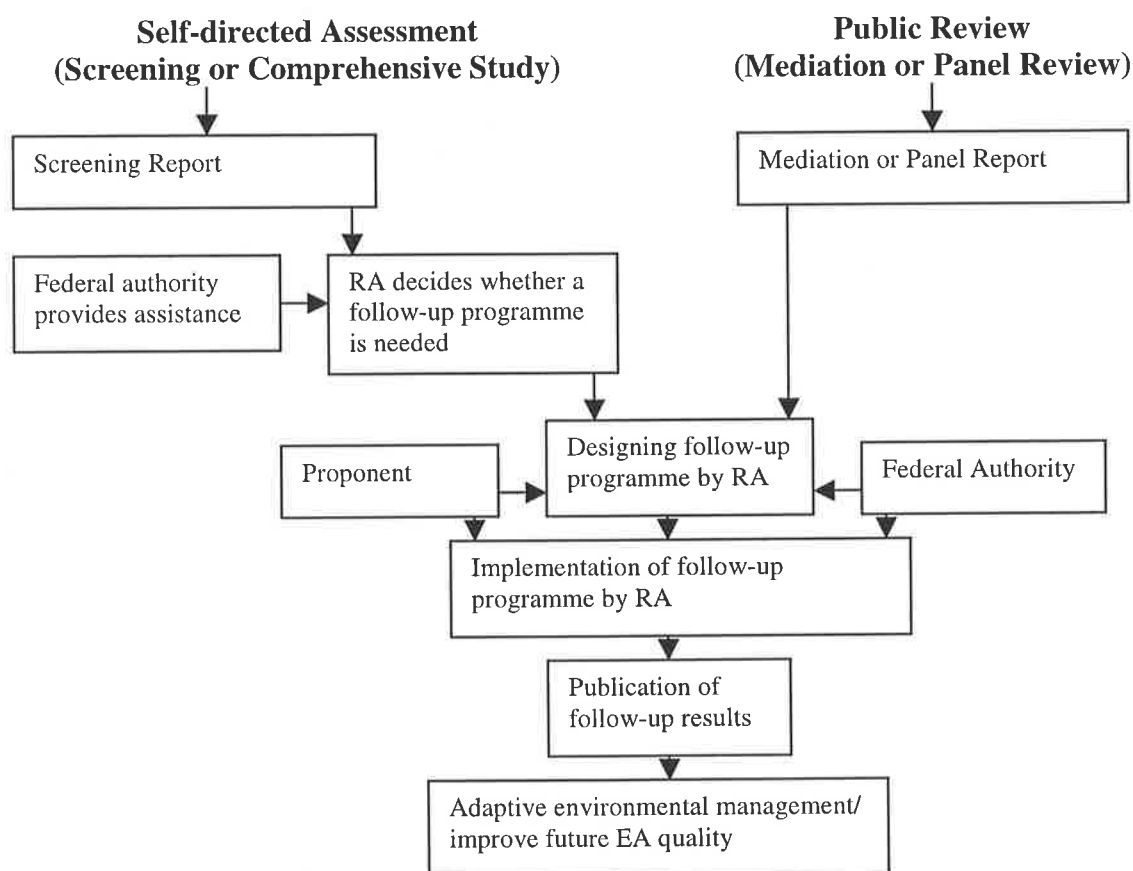 Self-directed Assessment
(Screening or Comprehensive Study)
Public Review
(Mediation or Panel Review)
Screening Report
Mediation or Panel Report
Federal authority
provides assistance
RA decides whether a
follow-up programme
is needed
Proponent
Designing follow-up
programme by RA
Federal Authority
Implementation of follow-up
programme by RA
Publication of
follow-up results
Adaptive environmental management/
improve future EA quality